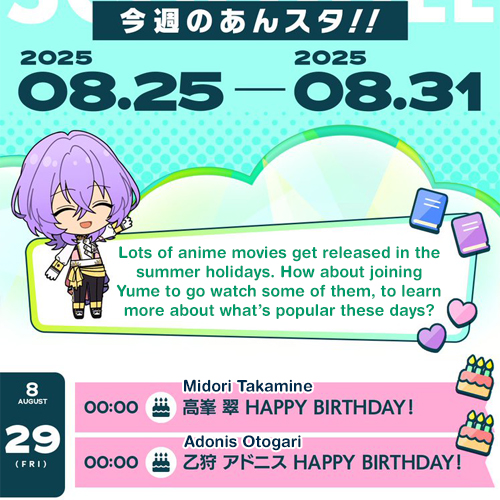 今週のあんスタ!!
2025
08.25
2025
08.31
Lots of anime movies get released in the
summer holidays. How about joining
Yume to go watch some of them, to learn
more about what's popular these days?
8
AUGUST
29
(FRI)
Midori Takamine
00:00 高峯 翠 HAPPY BIRTHDAY!
Adonis Otogari
00:00 乙狩 アドニス HAPPY BIRTHDAY!